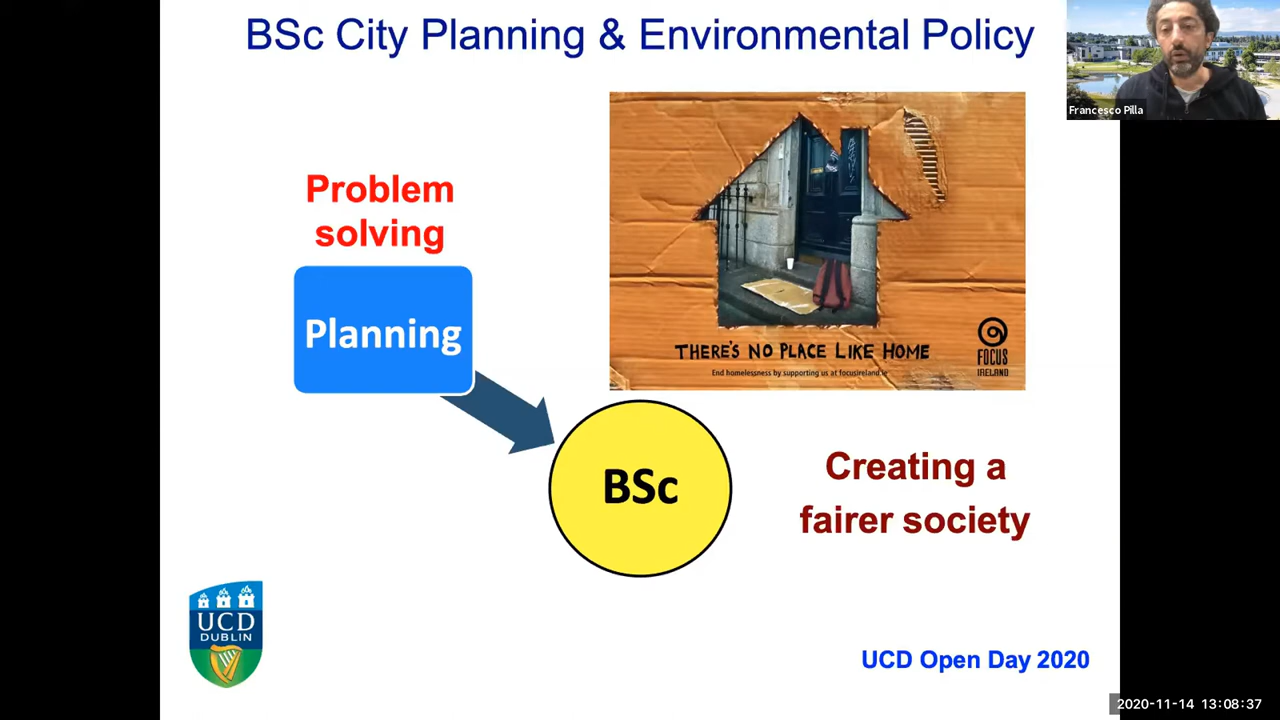 BSc City Planning & Environmental Policy
Francesco Pilla
Problem
solving
Planning
THERE'S NO PLACE LIKE HOME
End homelessness by supporting us at focusireland.ie
FOCUS
IRELAND
BSc
Creating a
fairer society
UCD
DUBLIN
UCD Open Day 2020
2020-11-14 13:08:37